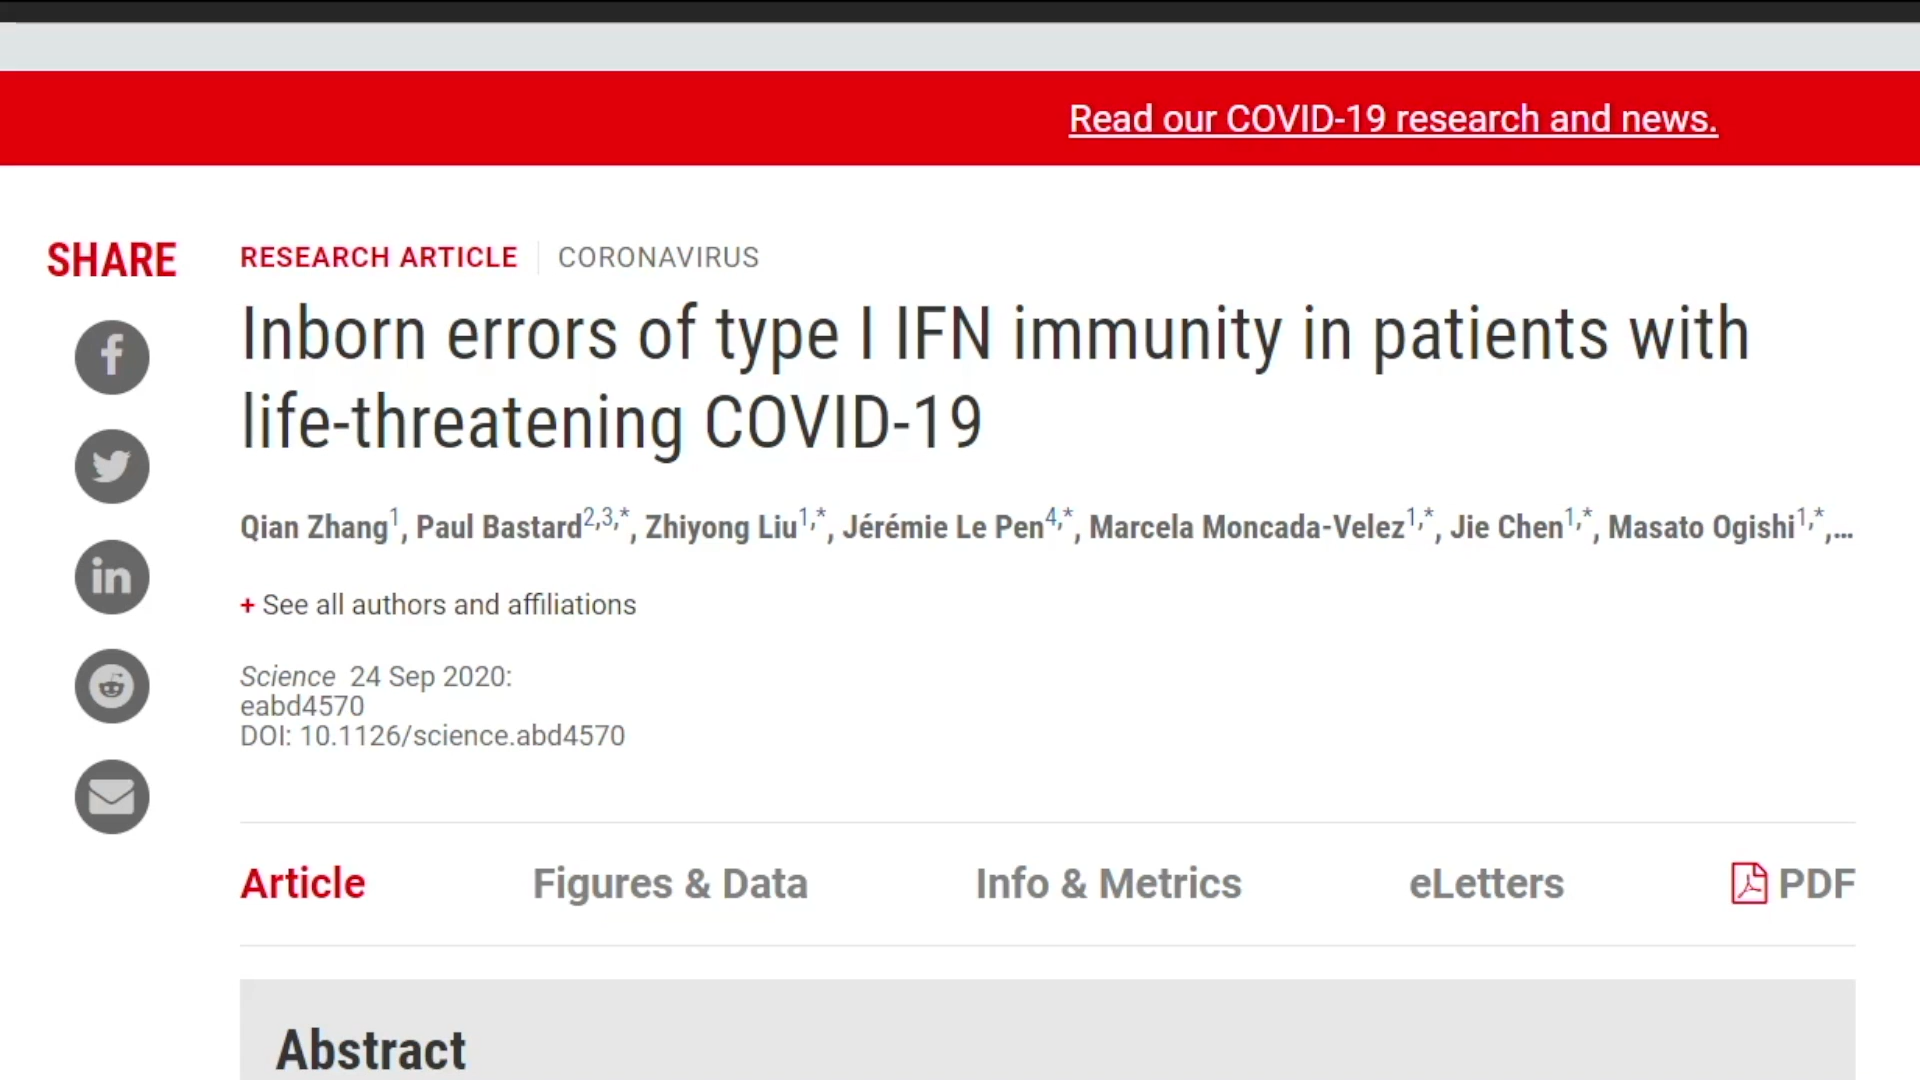 Read our COVID-19 research and news.
SHARE
RESEARCH ARTICLE CORONAVIRUS
Inborn errors of type I IFN immunity in patients with
life-threatening COVID-19
Qian Zhang1, Paul Bastard2,3,*, Zhiyong Liu1,*, Jérémie Le Pen4,*, Marcela Moncada-Velez1,*, Jie Chen1,*, Masato Ogishi1,*,...
+ See all authors and affiliations
Science 24 Sep 2020:
eabd4570
DOI: 10.1126/science.abd4570
Article Figures & Data Info & Metrics eLetters PDF
Abstract